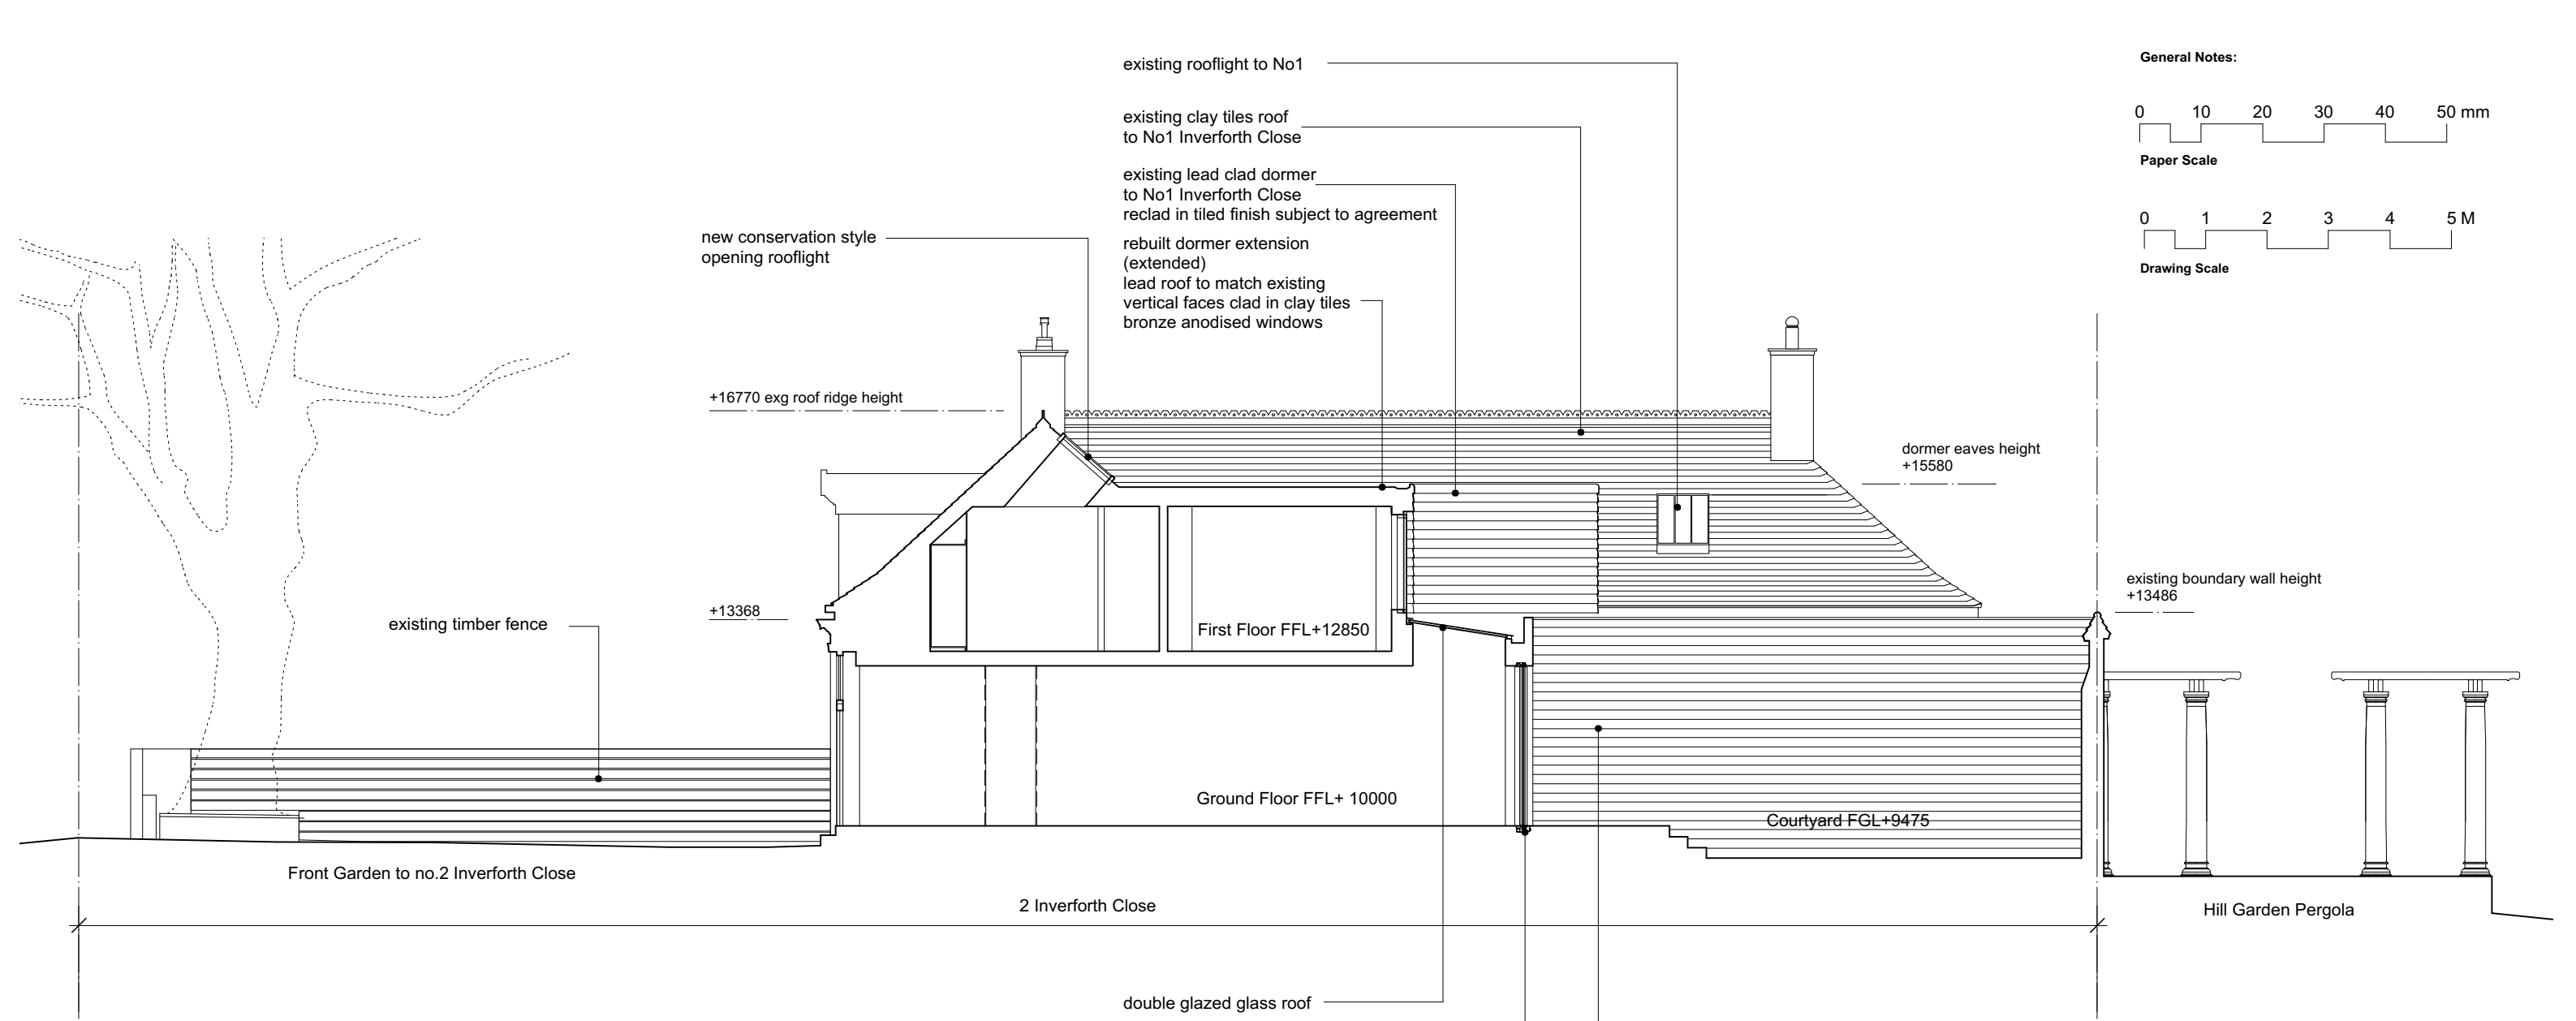 existing rooflight to No1
existing clay tiles roof
to No1 Inverforth Close
existing lead clad dormer
to No1 Inverforth Close
reclad in tiled finish subject to agreement
rebuilt dormer extension
(extended)
lead roof to match existing
vertical faces clad in clay tiles
bronze anodised windows
new conservation style
opening rooflight
General Notes:
0 10 20 30 40 50 mm
Paper Scale
0 1 2 3 4 5 M
Drawing Scale
+16770 exg roof ridge height
dormer eaves height
+15580
existing boundary wall height
+13486
+13368
existing timber fence
First Floor FFL+12850
Ground Floor FFL+ 10000
Courtyard FGL+9475
Front Garden to no.2 Inverforth Close
2 Inverforth Close
Hill Garden Pergola
double glazed glass roof